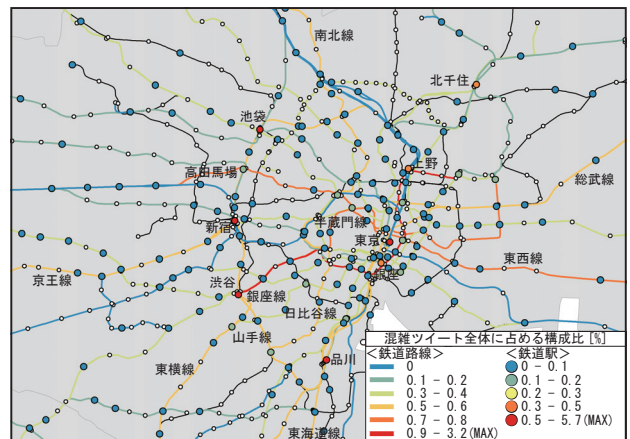 南北線
北千住
池袋
上野
高田馬場
総武線
半蔵門線
新宿
東京
東西線
京王線
渋谷
銀座
銀座線
日比谷線
山手線
品川
東横線
東海道線
混雑ツイート全体に占める構成比 [%]
＜鉄道路線＞ ＜鉄道駅＞
0 0 - 0.1
0.1 - 0.2 0.1 - 0.2
0.3 - 0.4 0.2 - 0.3
0.5 - 0.6 0.3 - 0.5
0.7 - 0.8 0.5 - 5.7(MAX)
0.9 - 3.2(MAX)